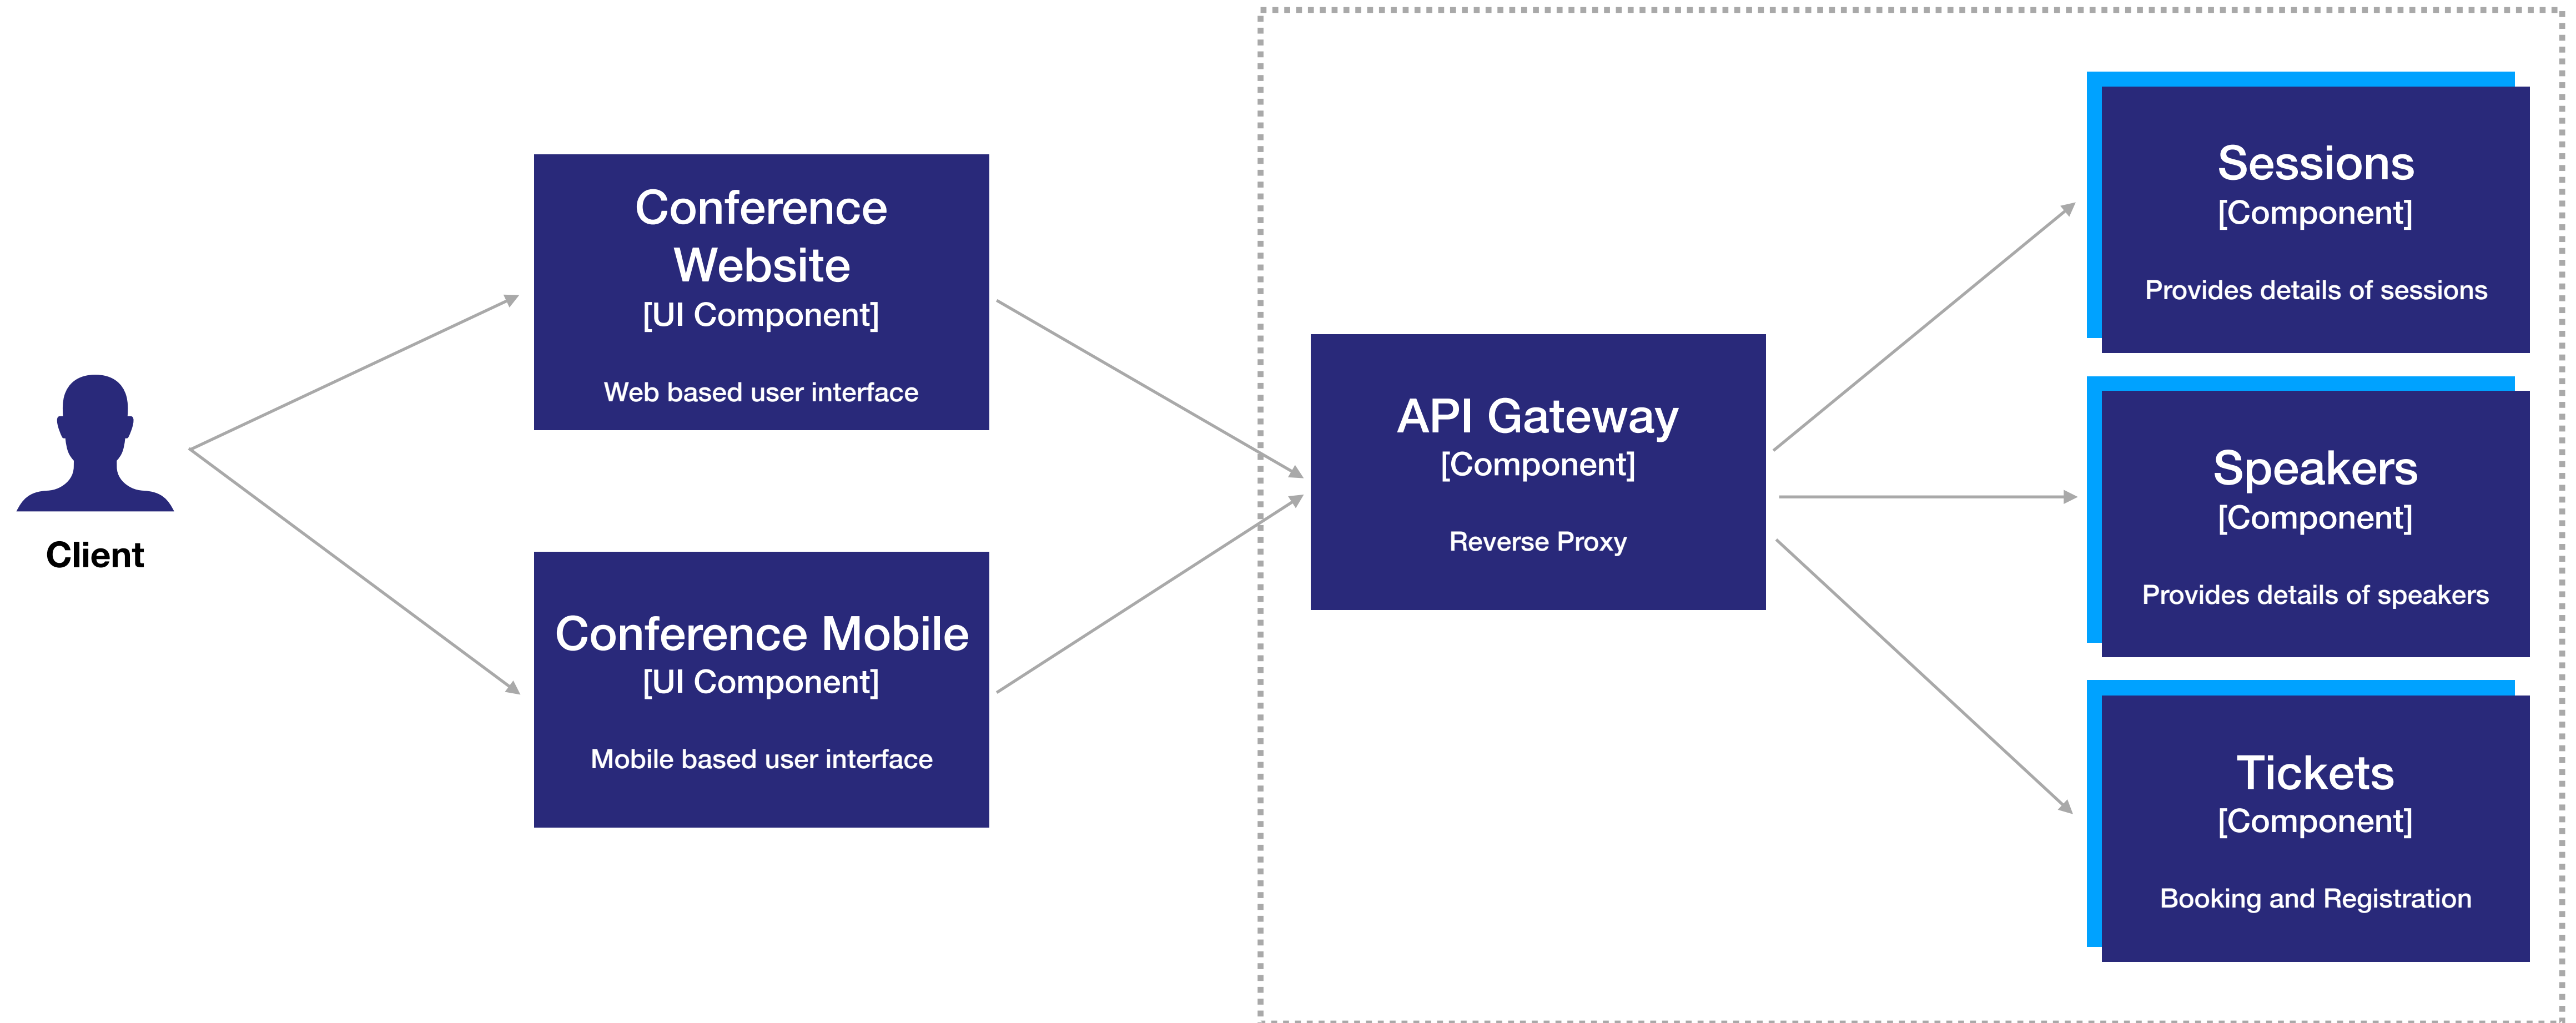 Client
Conference
Website
[UI Component]
Web based user interface
Conference Mobile
[UI Component]
Mobile based user interface
API Gateway
[Component]
Reverse Proxy
Sessions
[Component]
Provides details of sessions
Speakers
[Component]
Provides details of speakers
Tickets
[Component]
Booking and Registration